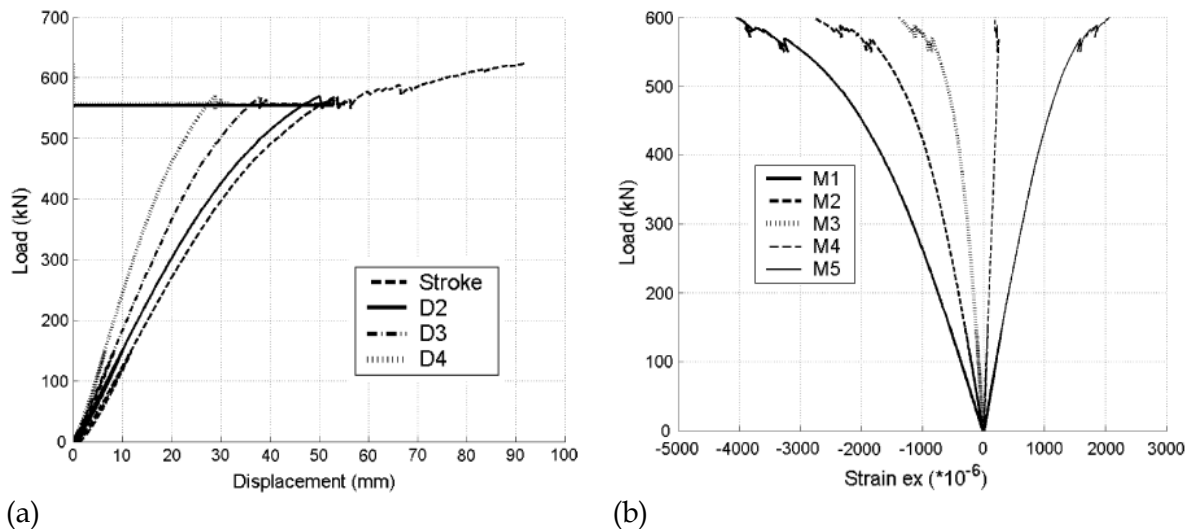 700
600
500
400
300
200
100
0
Load (kN)
Stroke
D2
D3
D4
0 10 20 30 40 50 60 70 80 90 100
Displacement (mm)
(a)
600
500
400
300
200
100
0
Load (kN)
M1
M2
M3
M4
M5
-5000 -4000 -3000 -2000 -1000 0 1000 2000 3000
Strain ex (*10-6)
(b)